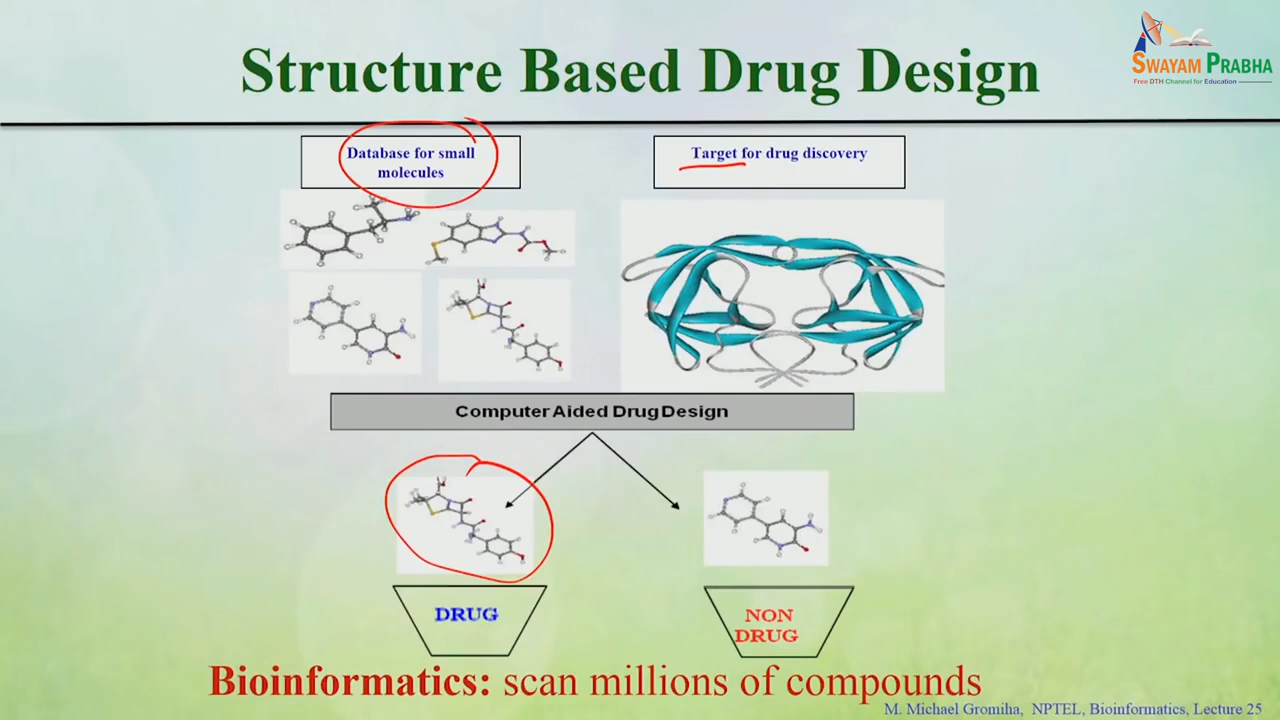 Structure Based Drug Design
SWAYAM PRABHA
Free DTH Channel for Education
Database for small
molecules
Target for drug discovery
Computer Aided Drug Design
DRUG
NON
DRUG
Bioinformatics: scan millions of compounds
M. Michael Gromiha, NPTEL, Bioinformatics, Lecture 25